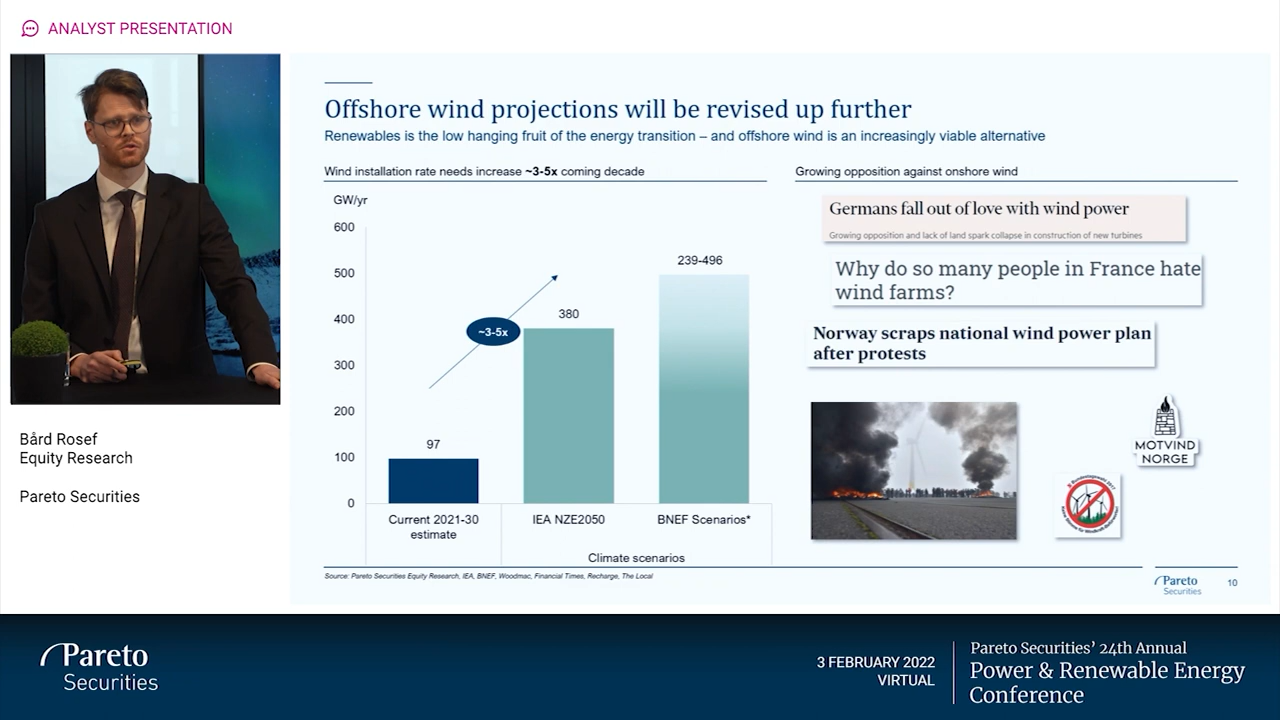 ANALYST PRESENTATION
Offshore wind projections will be revised up further
Renewables is the low hanging fruit of the energy transition – and offshore wind is an increasingly viable alternative
Wind installation rate needs increase ~3-5x coming decade
GW/yr
600
500
400
300
200
100
0
97
~3-5x
380
239-496
Current 2021-30
estimate
IEA NZE2050
BNEF Scenarios*
Climate scenarios
Growing opposition against onshore wind
Germans fall out of love with wind power
Growing opposition and lack of land spark collapse in construction of new turbines
Why do so many people in France hate
wind farms?
Norway scraps national wind power plan
after protests
MOTVIND
NORGE
Source: Pareto Securities Equity Research, IEA, BNEF, Woodmac, Financial Times, Recharge, The Local
Pareto
Securities
10
Bård Rosef
Equity Research
Pareto Securities
Pareto
Securities
3 FEBRUARY 2022
VIRTUAL
Pareto Securities' 24th Annual
Power & Renewable Energy
Conference